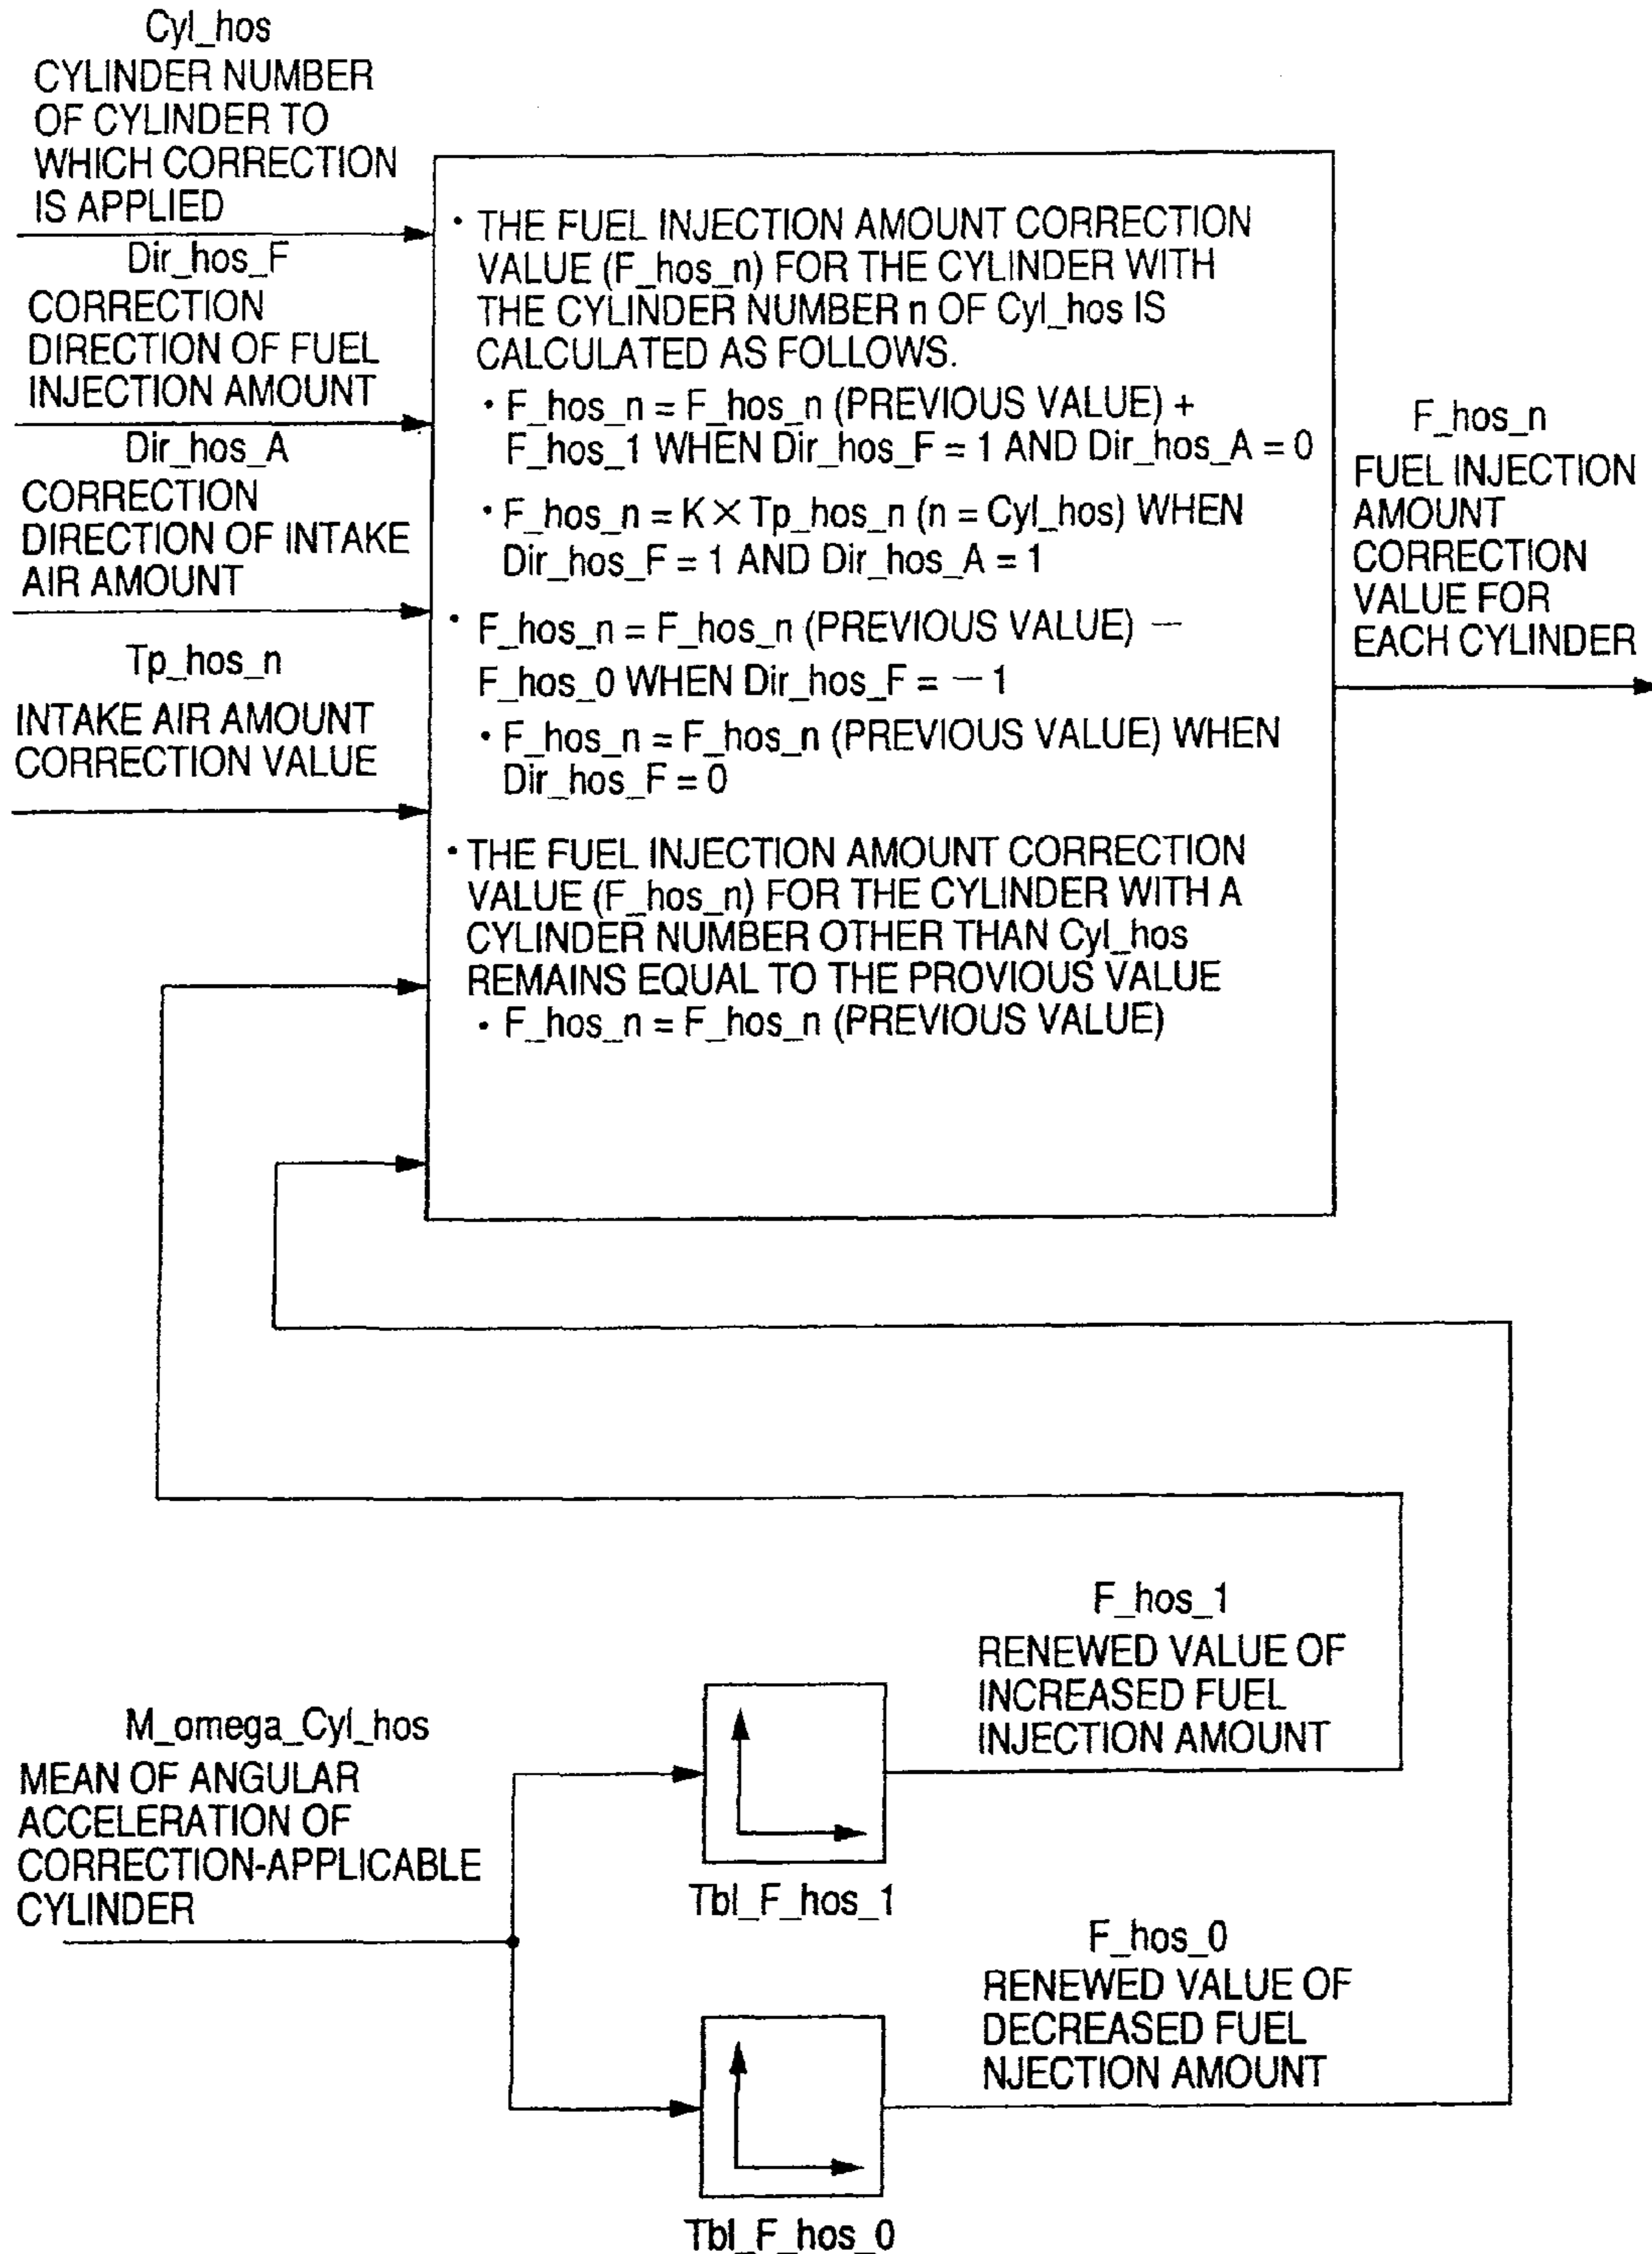 Cyl_hos
CYLINDER NUMBER
OF CYLINDER TO
WHICH CORRECTION
IS APPLIED
Dir_hos_F
CORRECTION
DIRECTION OF FUEL
INJECTION AMOUNT
Dir_hos_A
CORRECTION
DIRECTION OF INTAKE
AIR AMOUNT
Tp_hos_n
INTAKE AIR AMOUNT
CORRECTION VALUE
• THE FUEL INJECTION AMOUNT CORRECTION
VALUE (F_hos_n) FOR THE CYLINDER WITH
THE CYLINDER NUMBER n OF Cyl_hos IS
CALCULATED AS FOLLOWS.
• F_hos_n = F_hos_n (PREVIOUS VALUE) +
F_hos_1 WHEN Dir_hos_F = 1 AND Dir_hos_A = 0
• F_hos_n = K × Tp_hos_n (n = Cyl_hos) WHEN
Dir_hos_F = 1 AND Dir_hos_A = 1
• F_hos_n = F_hos_n (PREVIOUS VALUE) —
F_hos_0 WHEN Dir_hos_F = — 1
• F_hos_n = F_hos_n (PREVIOUS VALUE) WHEN
Dir_hos_F = 0
• THE FUEL INJECTION AMOUNT CORRECTION
VALUE (F_hos_n) FOR THE CYLINDER WITH A
CYLINDER NUMBER OTHER THAN Cyl_hos
REMAINS EQUAL TO THE PROVIOUS VALUE
• F_hos_n = F_hos_n (PREVIOUS VALUE)
F_hos_n
FUEL INJECTION
AMOUNT
CORRECTION
VALUE FOR
EACH CYLINDER
M_omega_Cyl_hos
MEAN OF ANGULAR
ACCELERATION OF
CORRECTION-APPLICABLE
CYLINDER
Tbl_F_hos_1
F_hos_1
RENEWED VALUE OF
INCREASED FUEL
INJECTION AMOUNT
Tbl_F_hos_0
F_hos_0
RENEWED VALUE OF
DECREASED FUEL
NJECTION AMOUNT